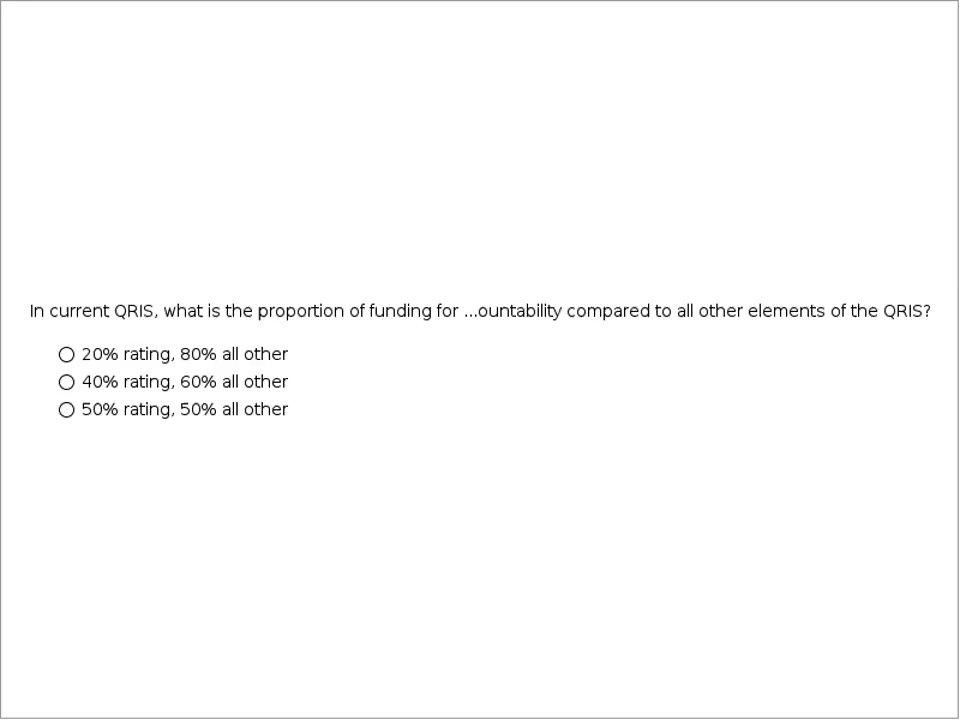 In current QRIS, what is the proportion of funding for ...ountability compared to all other elements of the QRIS?
20% rating, 80% all other
40% rating, 60% all other
50% rating, 50% all other